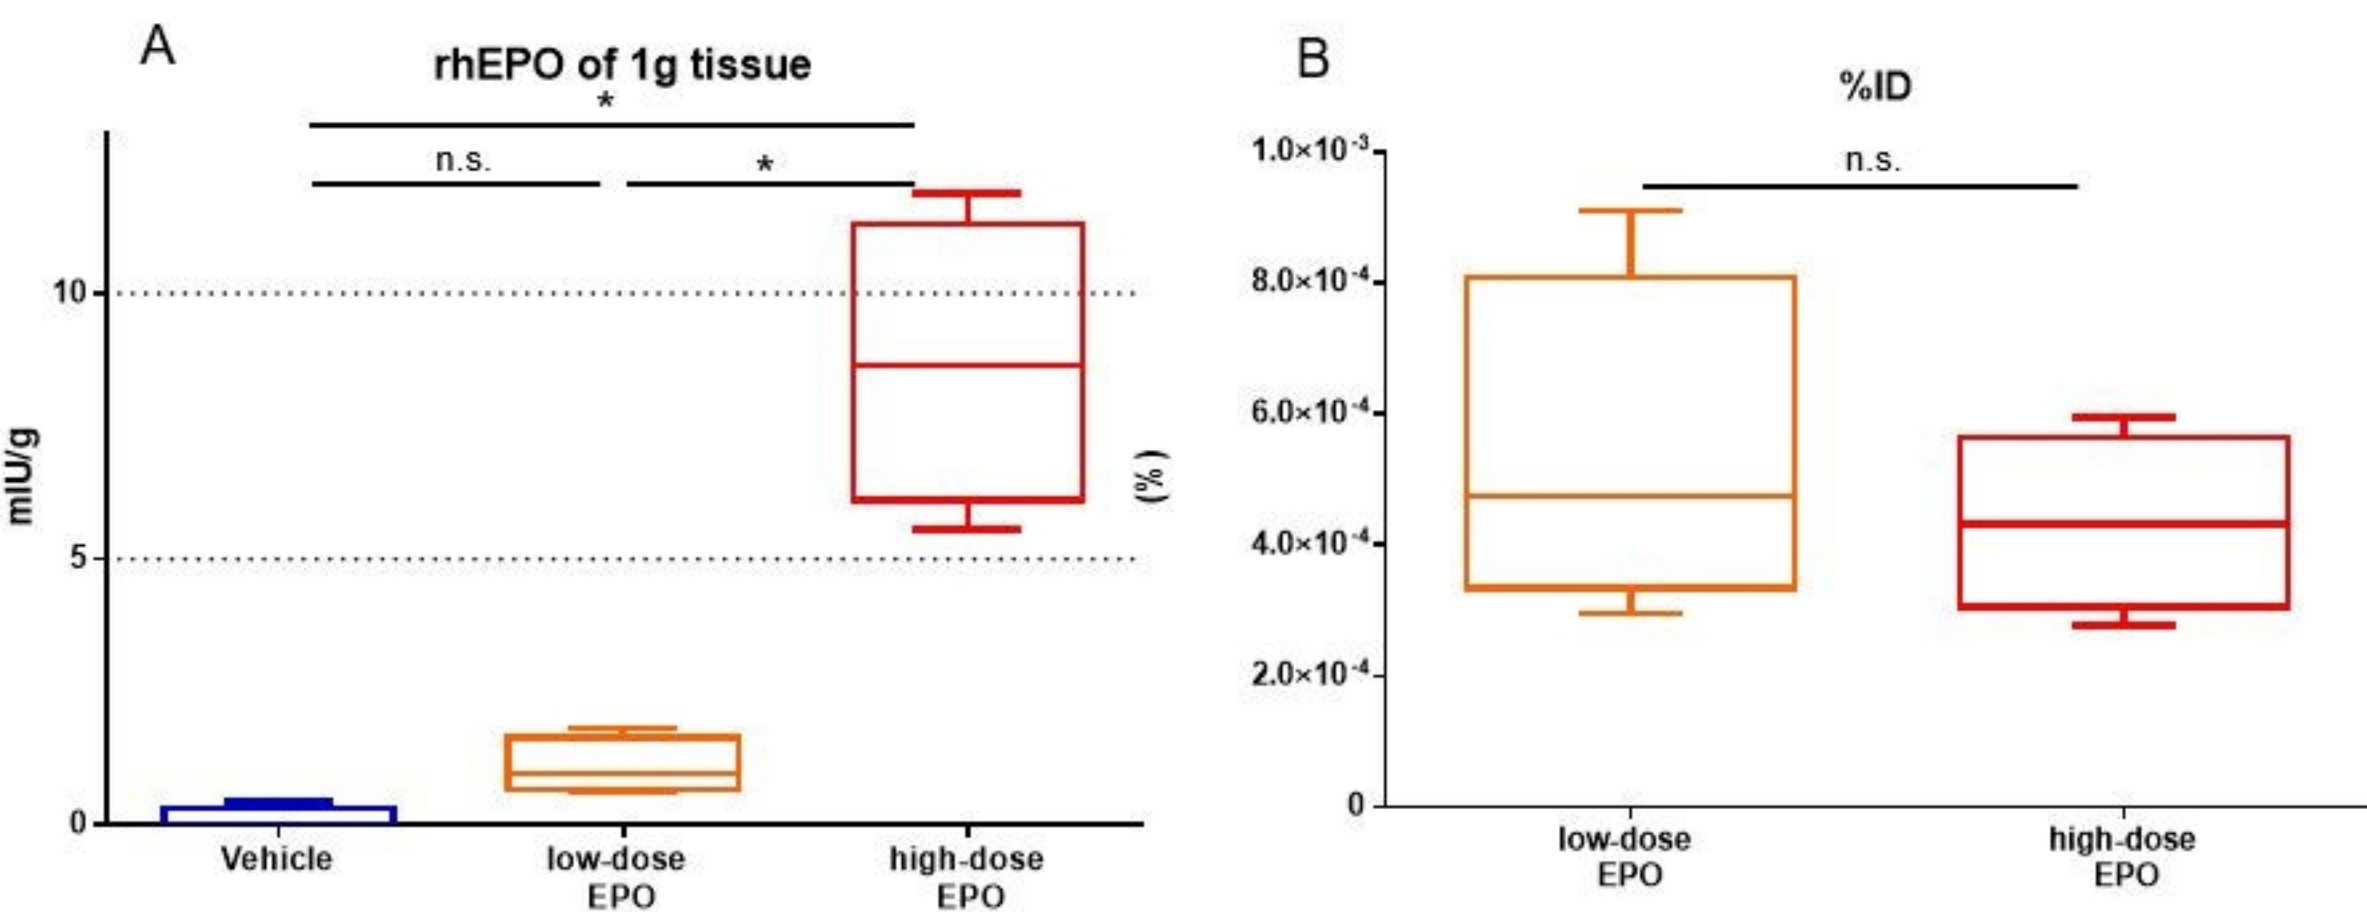 A
rhEPO of 1g tissue
*
n.s.
*
10
5
0
mIU/g
Vehicle
low-dose
EPO
high-dose
EPO
B
%ID
n.s.
1.0×10⁻³
8.0×10⁻⁴
6.0×10⁻⁴
4.0×10⁻⁴
2.0×10⁻⁴
0
(%)
low-dose
EPO
high-dose
EPO